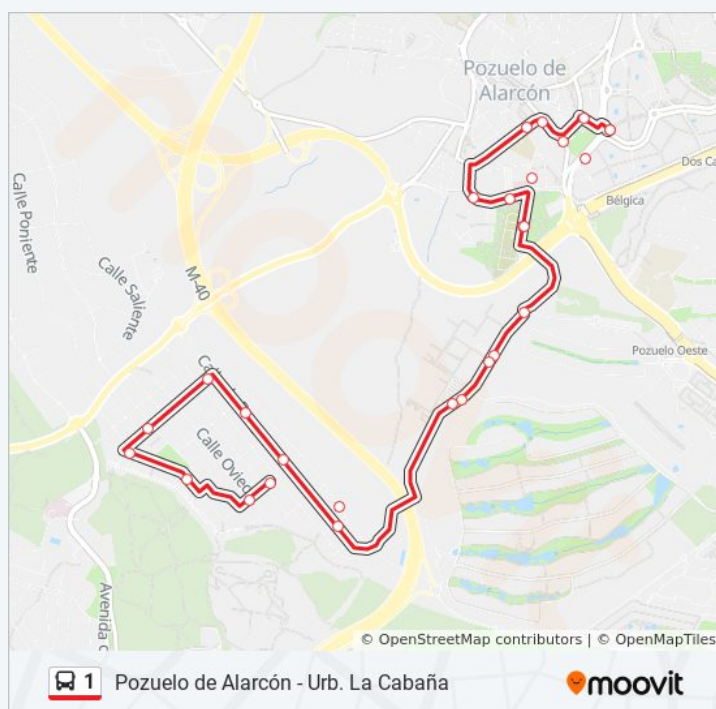 Pozuelo de
Alarcón
Dos Ca
Bélgica
Calle Poniente
Calle Saliente
M-40
Pozuelo Oeste
Calle Ovied
Avenida
© OpenStreetMap contributors | © OpenMapTiles
1 Pozuelo de Alarcón - Urb. La Cabaña moovit